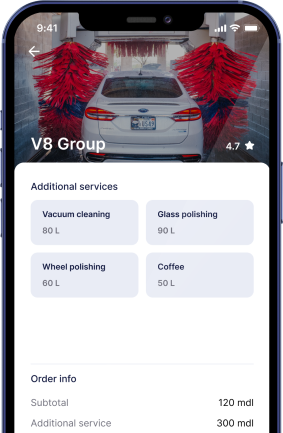 9:41
V8 Group
4.7
Additional services
Vacuum cleaning
80 L
Glass polishing
90 L
Wheel polishing
60 L
Coffee
50 L
Order info
Subtotal 120 mdl
Additional service 300 mdl